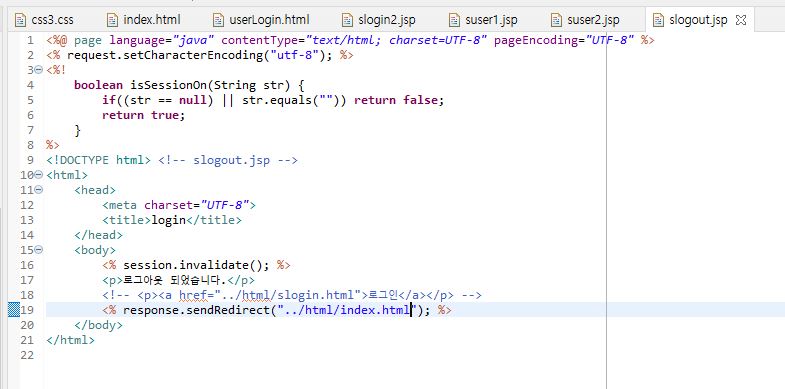 css3.css index.html userLogin.html slogin2.jsp suser1.jsp suser2.jsp slogout.jsp
1 <%@ page language="java" contentType="text/html; charset=UTF-8" pageEncoding="UTF-8" %>
2 <% request.setCharacterEncoding("utf-8"); %>
3 <%!
4     boolean isSessionOn(String str) {
5         if((str == null) || str.equals("")) return false;
6         return true;
7     }
8 %>
9 <!DOCTYPE html> <!-- slogout.jsp -->
10 <html>
11     <head>
12         <meta charset="UTF-8">
13         <title>login</title>
14     </head>
15     <body>
16         <% session.invalidate(); %>
17         <p>로그아웃 되었습니다.</p>
18         <!-- <p><a href="../html/slogin.html">로그인</a></p> -->
19         <% response.sendRedirect("../html/index.html"); %>
20     </body>
21 </html>
22